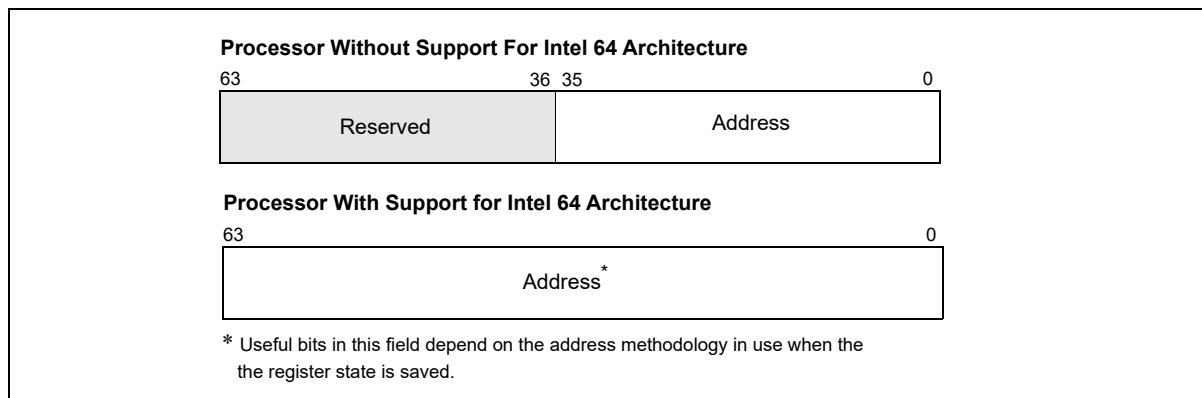 Processor Without Support For Intel 64 Architecture
63 36 35 0
Reserved Address
Processor With Support for Intel 64 Architecture
63 0
Address*
* Useful bits in this field depend on the address methodology in use when the
the register state is saved.